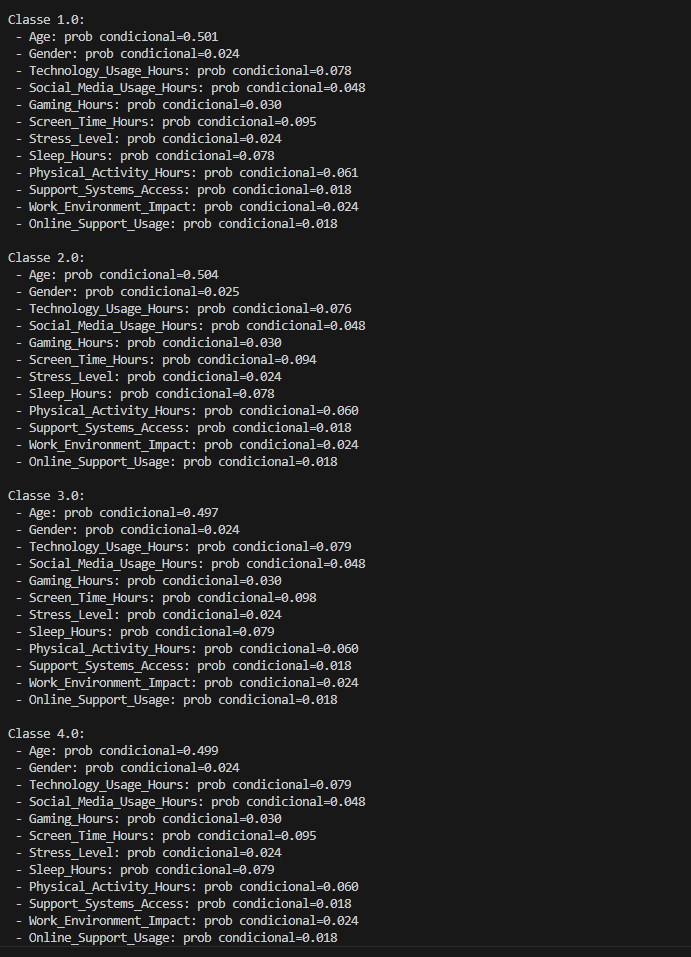 Classe 1.0:
- Age: prob condicional=0.501
- Gender: prob condicional=0.024
- Technology_Usage_Hours: prob condicional=0.078
- Social_Media_Usage_Hours: prob condicional=0.048
- Gaming_Hours: prob condicional=0.030
- Screen_Time_Hours: prob condicional=0.095
- Stress_Level: prob condicional=0.024
- Sleep_Hours: prob condicional=0.078
- Physical_Activity_Hours: prob condicional=0.061
- Support_Systems_Access: prob condicional=0.018
- Work_Environment_Impact: prob condicional=0.024
- Online_Support_Usage: prob condicional=0.018
Classe 2.0:
- Age: prob condicional=0.504
- Gender: prob condicional=0.025
- Technology_Usage_Hours: prob condicional=0.076
- Social_Media_Usage_Hours: prob condicional=0.048
- Gaming_Hours: prob condicional=0.030
- Screen_Time_Hours: prob condicional=0.094
- Stress_Level: prob condicional=0.024
- Sleep_Hours: prob condicional=0.078
- Physical_Activity_Hours: prob condicional=0.060
- Support_Systems_Access: prob condicional=0.018
- Work_Environment_Impact: prob condicional=0.024
- Online_Support_Usage: prob condicional=0.018
Classe 3.0:
- Age: prob condicional=0.497
- Gender: prob condicional=0.024
- Technology_Usage_Hours: prob condicional=0.079
- Social_Media_Usage_Hours: prob condicional=0.048
- Gaming_Hours: prob condicional=0.030
- Screen_Time_Hours: prob condicional=0.098
- Stress_Level: prob condicional=0.024
- Sleep_Hours: prob condicional=0.079
- Physical_Activity_Hours: prob condicional=0.060
- Support_Systems_Access: prob condicional=0.018
- Work_Environment_Impact: prob condicional=0.024
- Online_Support_Usage: prob condicional=0.018
Classe 4.0:
- Age: prob condicional=0.499
- Gender: prob condicional=0.024
- Technology_Usage_Hours: prob condicional=0.079
- Social_Media_Usage_Hours: prob condicional=0.048
- Gaming_Hours: prob condicional=0.030
- Screen_Time_Hours: prob condicional=0.095
- Stress_Level: prob condicional=0.024
- Sleep_Hours: prob condicional=0.079
- Physical_Activity_Hours: prob condicional=0.060
- Support_Systems_Access: prob condicional=0.018
- Work_Environment_Impact: prob condicional=0.024
- Online_Support_Usage: prob condicional=0.018